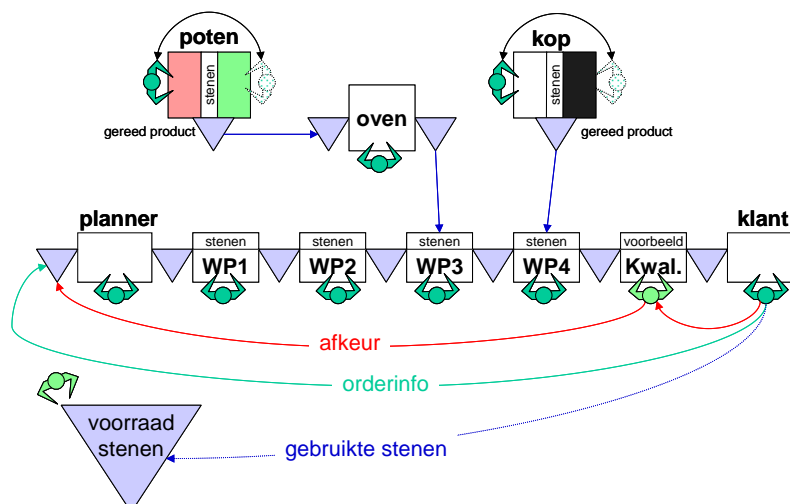 poten
kop
stenen
stenen
gereed product
oven
gereed product
planner
klant
stenen
stenen
stenen
stenen
voorbeeld
WP1
WP2
WP3
WP4
Kwal.
afkeur
orderinfo
voorraad
stenen
gebruikte stenen